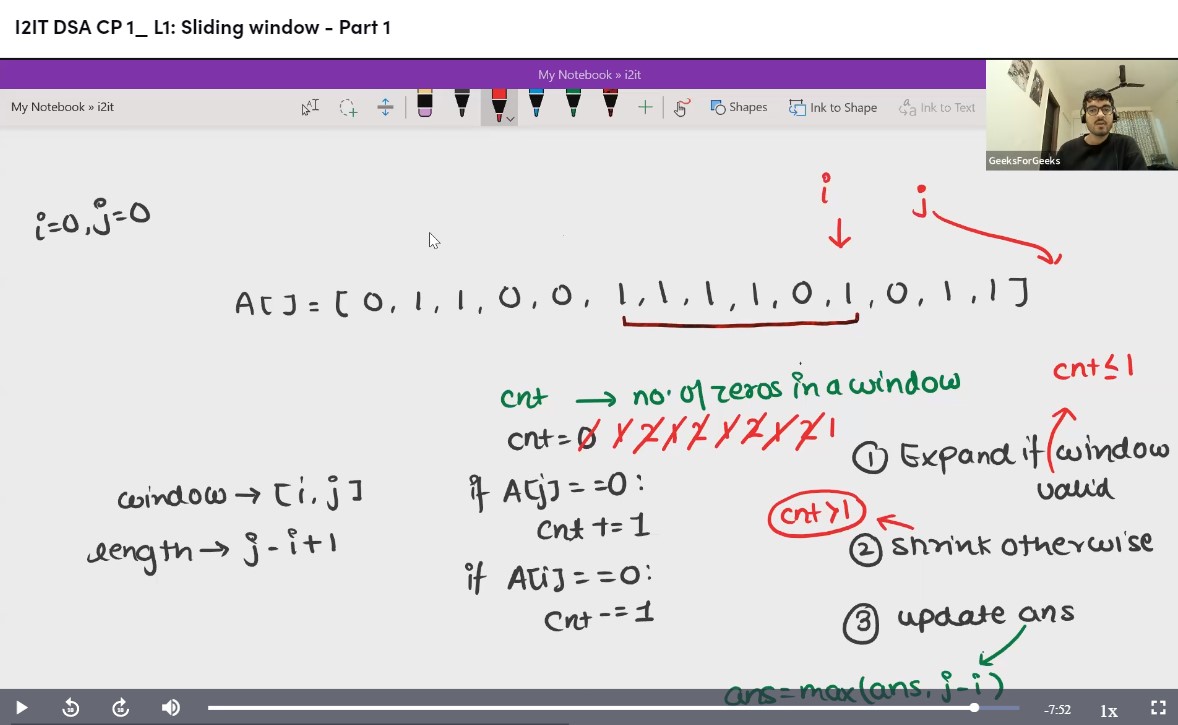 I2IT DSA CP 1_ L1: Sliding window - Part 1
My Notebook » i2it
My Notebook » i2it
Shapes
Ink to Shape
Ink to Text
GeeksForGeeks
i
j
i=0,j=0
A[] = [ 0, 1, 1, 0, 0, 1, 1, 1, 1, 0, 1, 0, 1, 1 ]
cnt ≤ 1
cnt → no. of zeros in a window
cnt = 0 1 2 1 2 1 2 1 2 1
① Expand if window
valid
window → [i, j]
if A[j] == 0:
cnt > 1
cnt += 1
② shrink otherwise
length → j - i + 1
if A[i] == 0:
cnt -= 1
③ update ans
ans = max(ans, j-i)
-7:52
1x